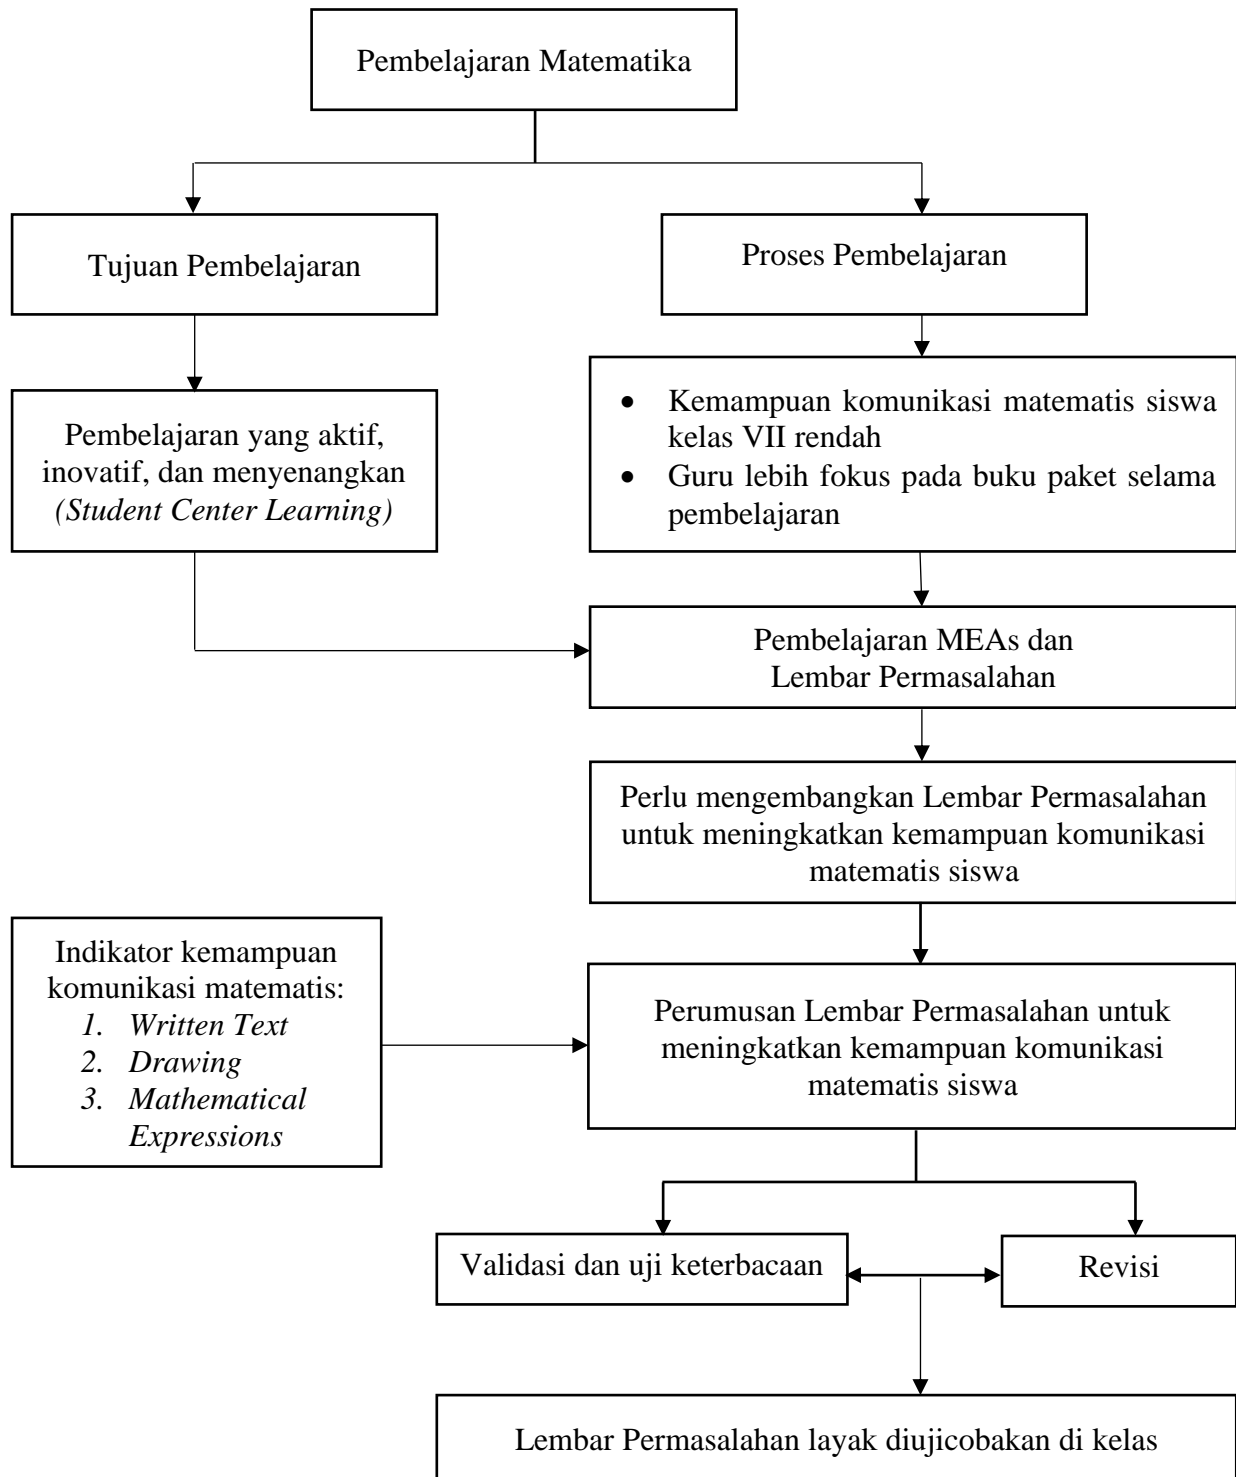 Pembelajaran Matematika
Tujuan Pembelajaran
Proses Pembelajaran
Pembelajaran yang aktif,
inovatif, dan menyenangkan
(Student Center Learning)
• Kemampuan komunikasi matematis siswa
kelas VII rendah
• Guru lebih fokus pada buku paket selama
pembelajaran
Pembelajaran MEAs dan
Lembar Permasalahan
Perlu mengembangkan Lembar Permasalahan
untuk meningkatkan kemampuan komunikasi
matematis siswa
Indikator kemampuan
komunikasi matematis:
1. Written Text
2. Drawing
3. Mathematical
Expressions
Perumusan Lembar Permasalahan untuk
meningkatkan kemampuan komunikasi
matematis siswa
Validasi dan uji keterbacaan
Revisi
Lembar Permasalahan layak diujicobakan di kelas